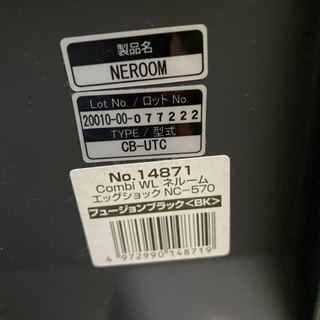 製品名
NEROOM
Lot No. / ロット No.
20010-00-077222
TYPE / 型式
CB-UTC
No.14871
Combi WL ネルーム
エッグショック NC-570
フュージョンブラック<BK>
4 972990 148719